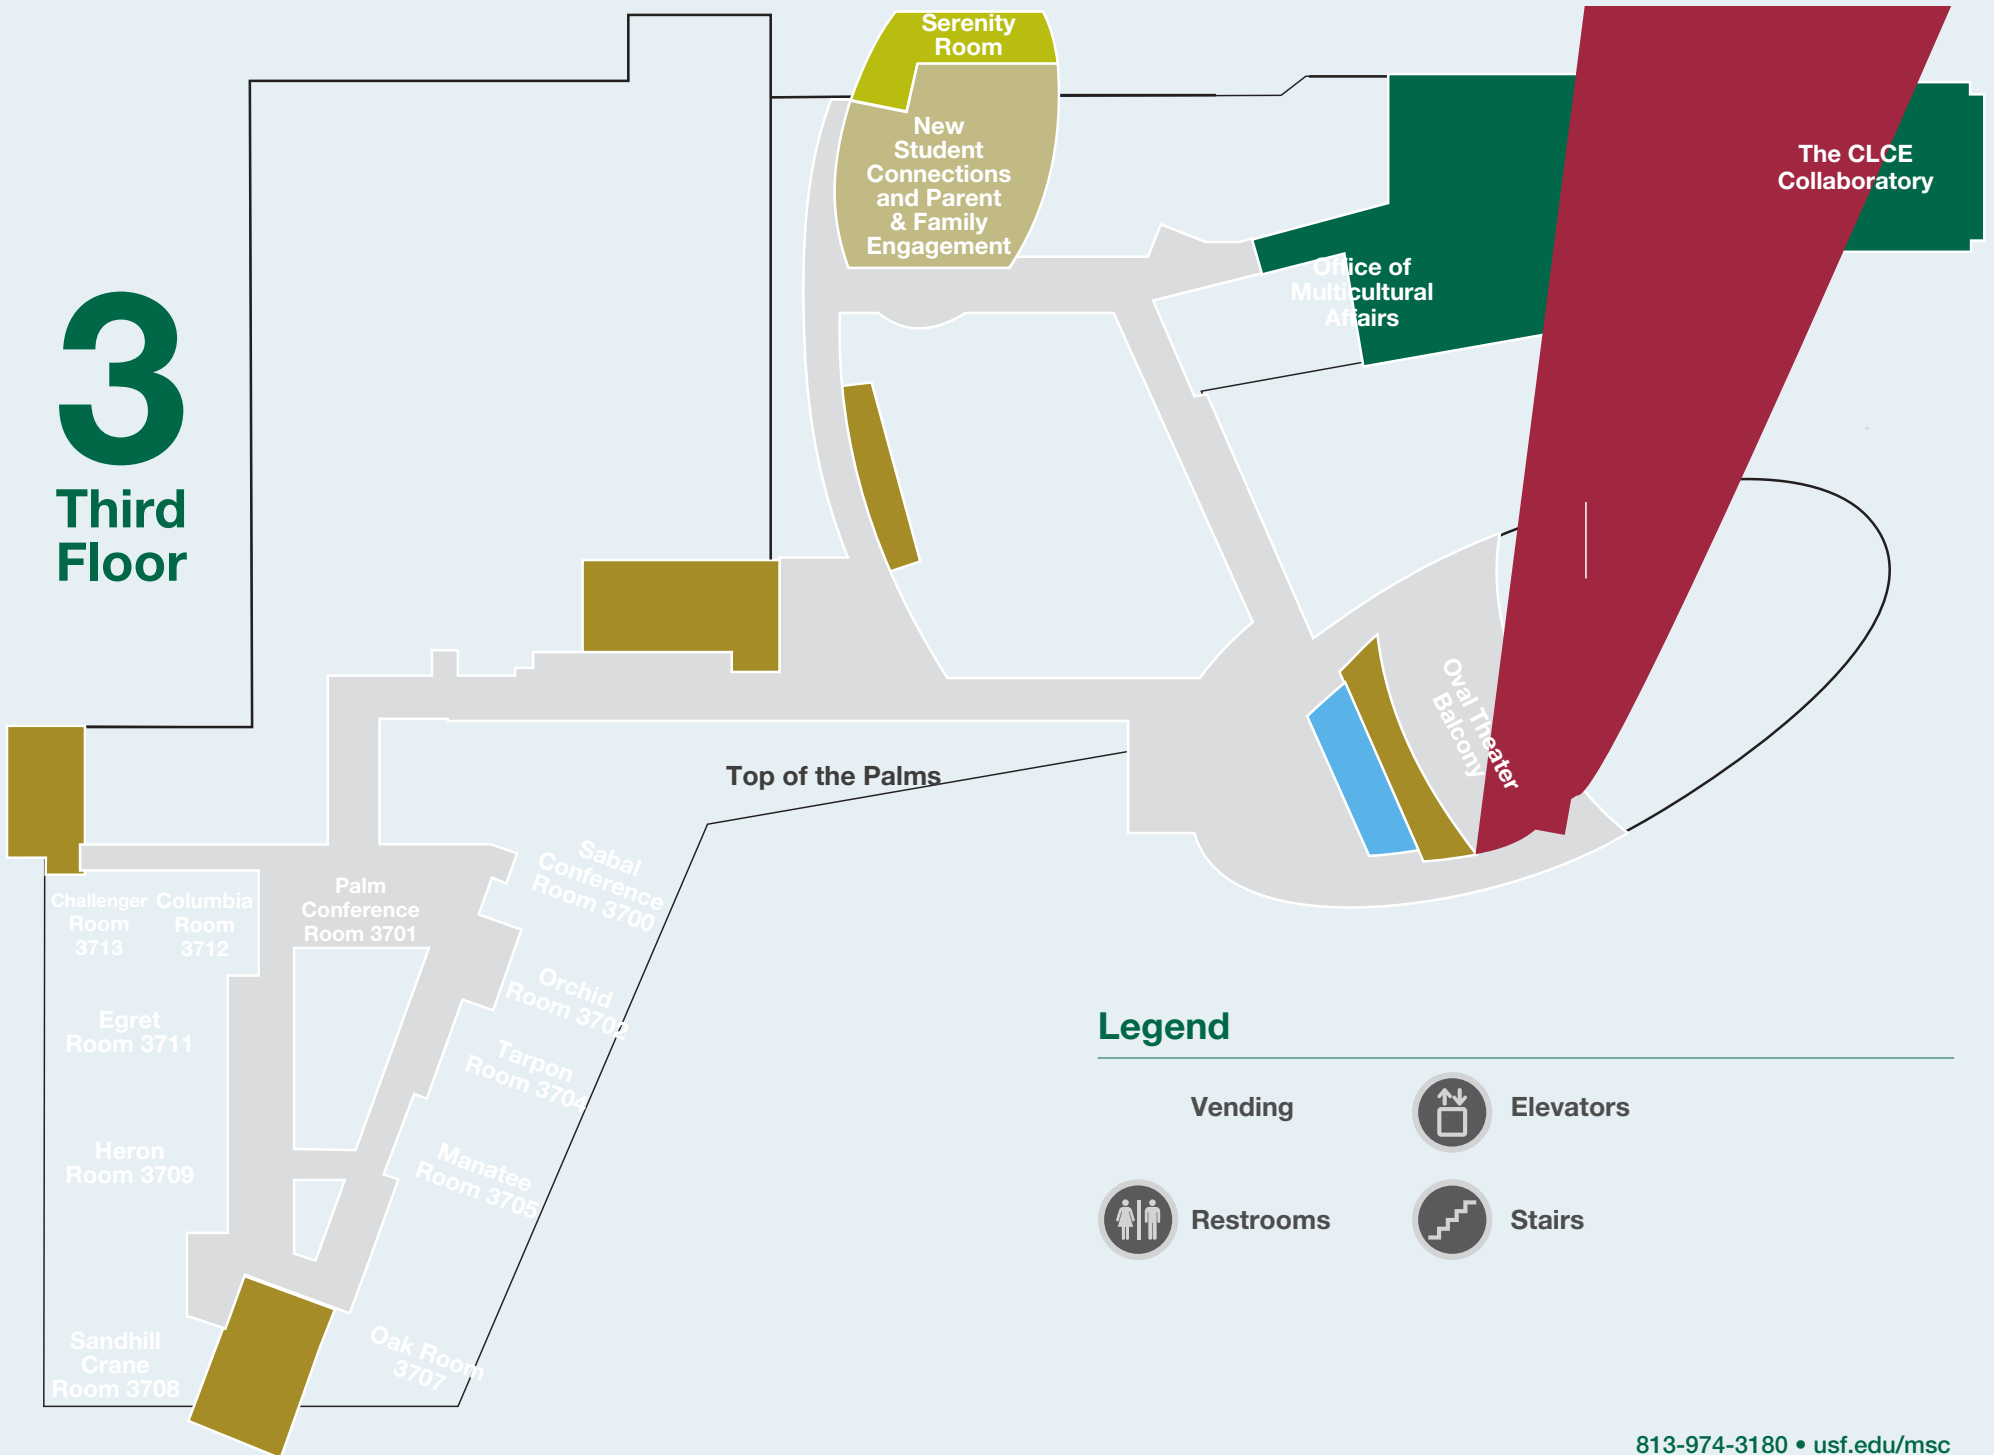 Serenity
Room
New
Student
Connections
and Parent
& Family
Engagement
The CLCE
Collaboratory
Office of
Multicultural
Affairs
3
Third
Floor
Oval Theater
Balcony
Top of the Palms
Sabal
Conference
Room 3700
Challenger
Room
3713
Columbia
Room
3712
Palm
Conference
Room 3701
Orchid
Room 3702
Egret
Room 3711
Tarpon
Room 3704
Heron
Room 3709
Manatee
Room 3705
Sandhill
Crane
Room 3708
Oak Room
3707
Legend
Vending
Elevators
Restrooms
Stairs
813-974-3180 • usf.edu/msc